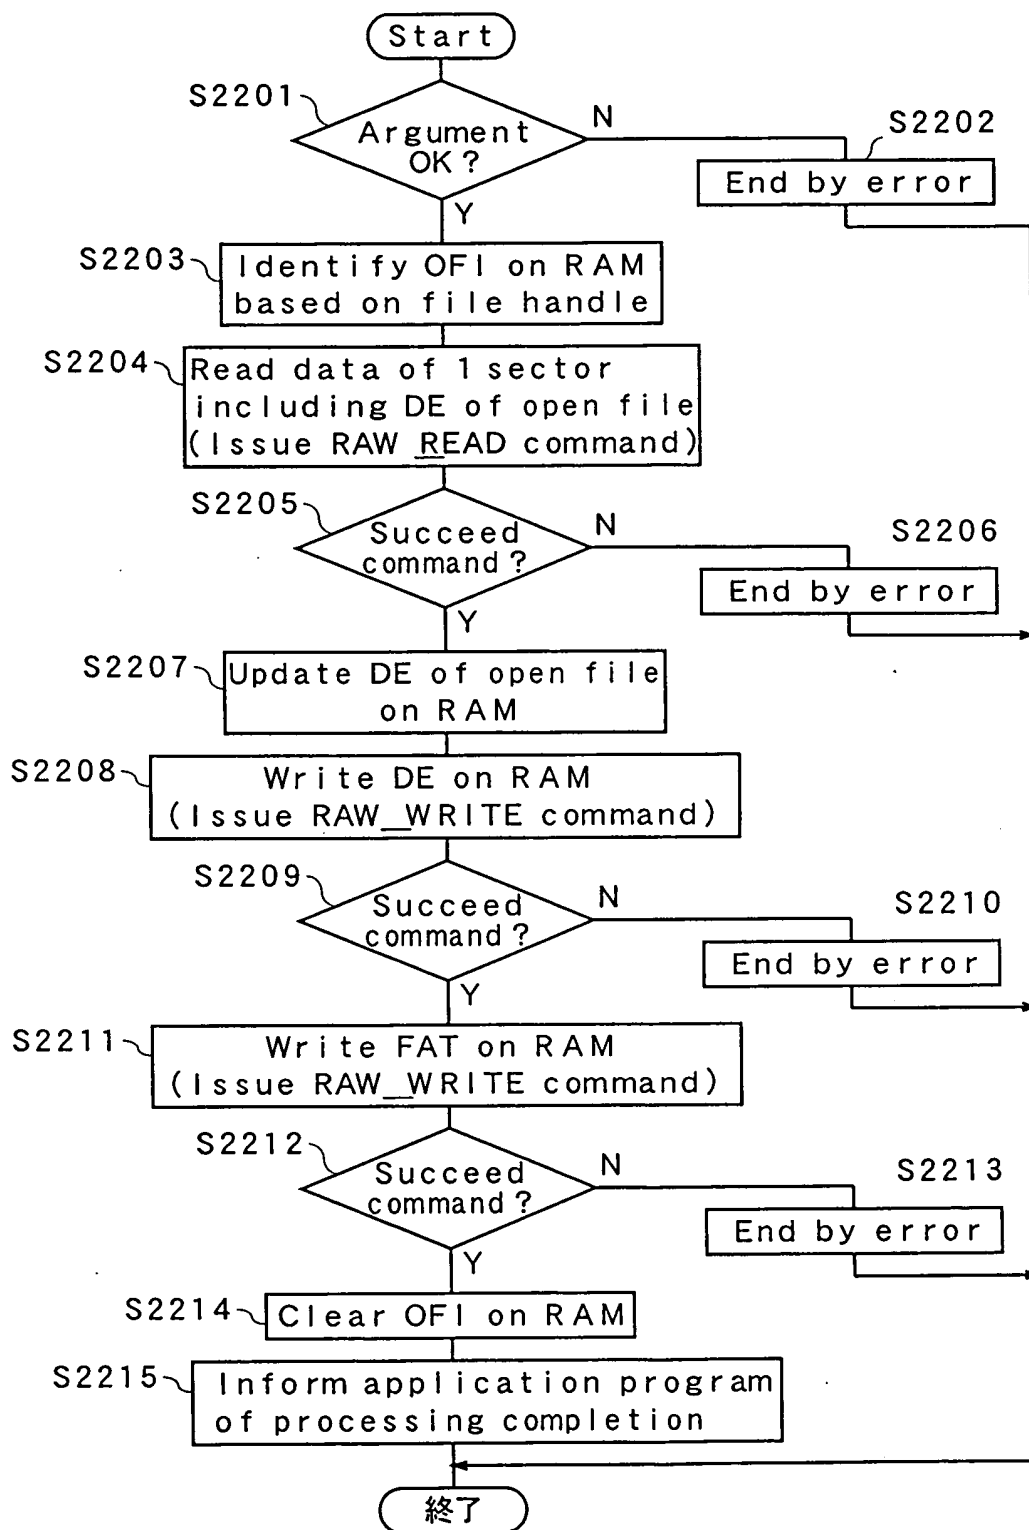 Start
S2201
Argument
OK?
N
Y
S2202
End by error
S2203
Identify OFI on RAM
based on file handle
S2204
Read data of 1 sector
including DE of open file
(Issue RAW_READ command)
S2205
Succeed
command?
N
Y
S2206
End by error
S2207
Update DE of open file
on RAM
S2208
Write DE on RAM
(Issue RAW_WRITE command)
S2209
Succeed
command?
N
Y
S2210
End by error
S2211
Write FAT on RAM
(Issue RAW_WRITE command)
S2212
Succeed
command?
N
Y
S2213
End by error
S2214
Clear OFI on RAM
S2215
Inform application program
of processing completion
終了